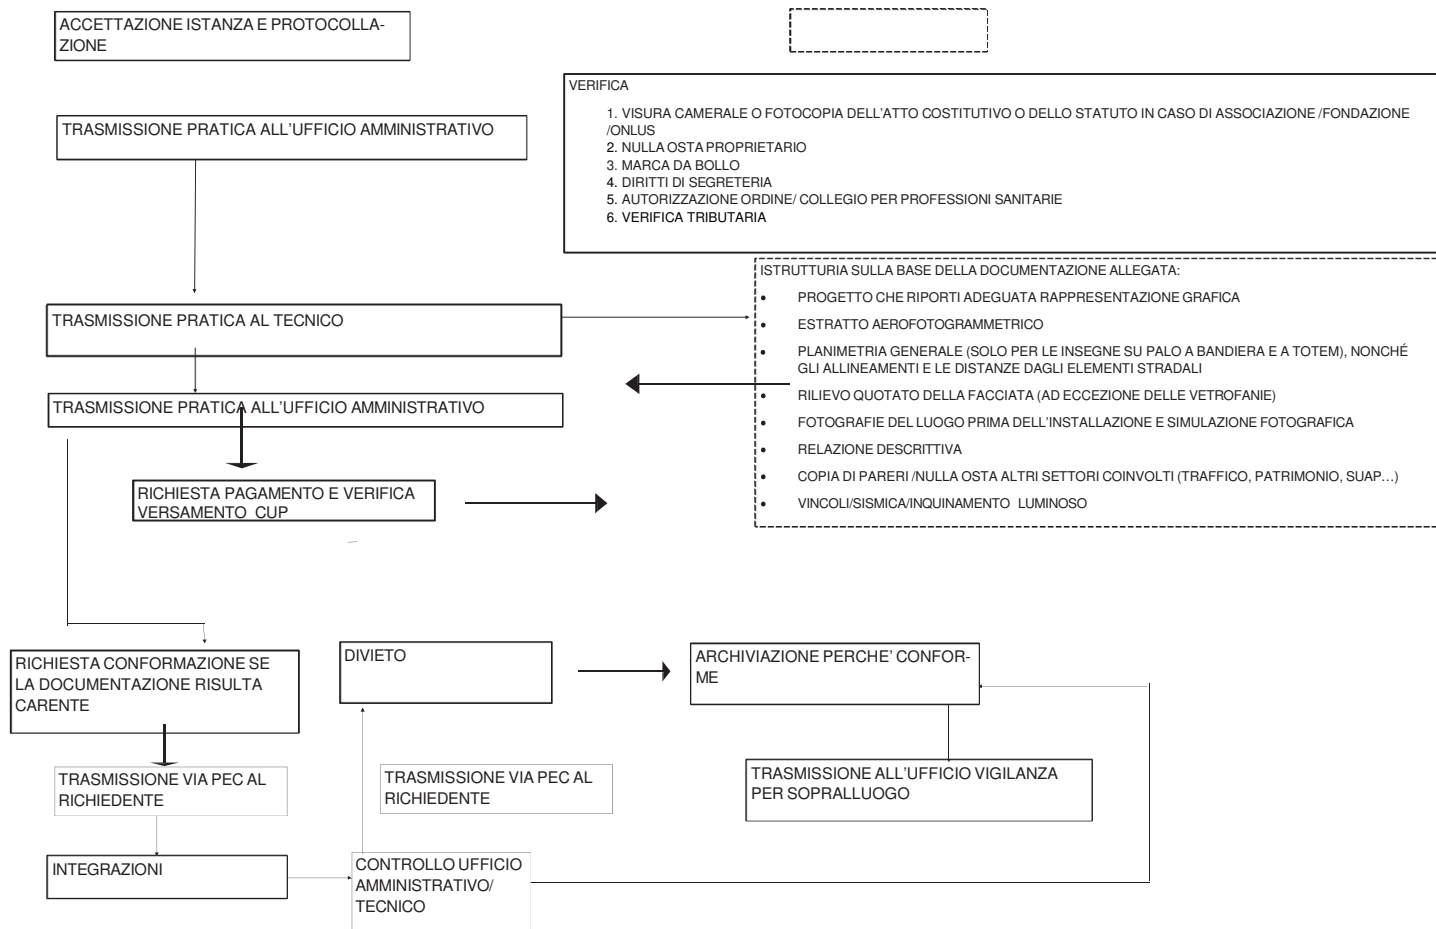 ACCETTAZIONE ISTANZA E PROTOCOLLA-
ZIONE
VERIFICA
1. VISURA CAMERALE O FOTOCOPIA DELL'ATTO COSTITUTIVO O DELLO STATUTO IN CASO DI ASSOCIAZIONE /FONDAZIONE
/ONLUS
2. NULLA OSTA PROPRIETARIO
3. MARCA DA BOLLO
4. DIRITTI DI SEGRETERIA
5. AUTORIZZAZIONE ORDINE/ COLLEGIO PER PROFESSIONI SANITARIE
6. VERIFICA TRIBUTARIA
TRASMISSIONE PRATICA ALL'UFFICIO AMMINISTRATIVO
TRASMISSIONE PRATICA AL TECNICO
ISTRUTTURIA SULLA BASE DELLA DOCUMENTAZIONE ALLEGATA:
• PROGETTO CHE RIPORTI ADEGUATA RAPPRESENTAZIONE GRAFICA
• ESTRATTO AEROFOTOGRAMMETRICO
• PLANIMETRIA GENERALE (SOLO PER LE INSEGNE SU PALO A BANDIERA E A TOTEM), NONCHÉ
GLI ALLINEAMENTI E LE DISTANZE DAGLI ELEMENTI STRADALI
• RILIEVO QUOTATO DELLA FACCIATA (AD ECCEZIONE DELLE VETROFANIE)
• FOTOGRAFIE DEL LUOGO PRIMA DELL'INSTALLAZIONE E SIMULAZIONE FOTOGRAFICA
• RELAZIONE DESCRITTIVA
• COPIA DI PARERI /NULLA OSTA ALTRI SETTORI COINVOLTI (TRAFFICO, PATRIMONIO, SUAP…)
• VINCOLI/SISMICA/INQUINAMENTO LUMINOSO
TRASMISSIONE PRATICA ALL'UFFICIO AMMINISTRATIVO
RICHIESTA PAGAMENTO E VERIFICA
VERSAMENTO CUP
RICHIESTA CONFORMAZIONE SE
LA DOCUMENTAZIONE RISULTA
CARENTE
DIVIETO
ARCHIVIAZIONE PERCHE' CONFOR-
ME
TRASMISSIONE VIA PEC AL
RICHIEDENTE
TRASMISSIONE VIA PEC AL
RICHIEDENTE
TRASMISSIONE ALL'UFFICIO VIGILANZA
PER SOPRALLUOGO
INTEGRAZIONI
CONTROLLO UFFICIO
AMMINISTRATIVO/
TECNICO